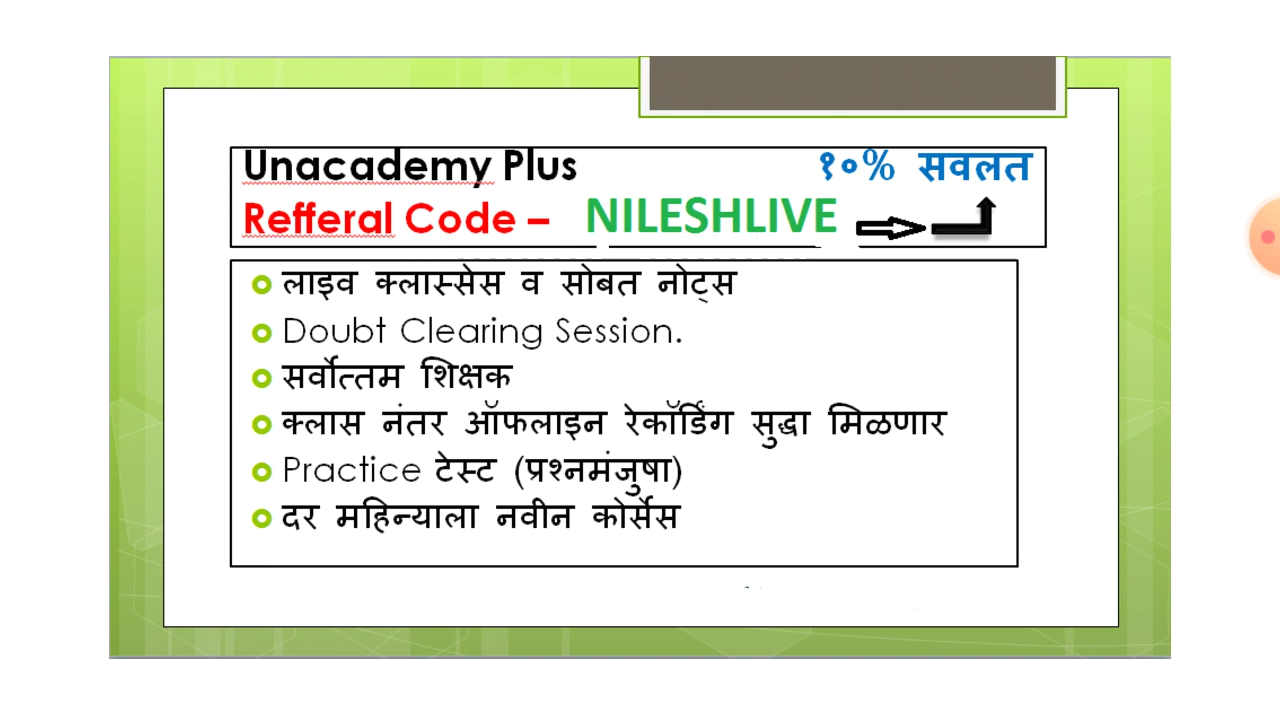 Unacademy Plus १०% सवलत
Refferal Code – NILESHLIVE
लाइव क्लास्सेस व सोबत नोट्स
Doubt Clearing Session.
सर्वोत्तम शिक्षक
क्लास नंतर ऑफलाइन रेकॉर्डिंग सुद्धा मिळणार
Practice टेस्ट (प्रश्नमंजुषा)
दर महिन्याला नवीन कोर्सेस